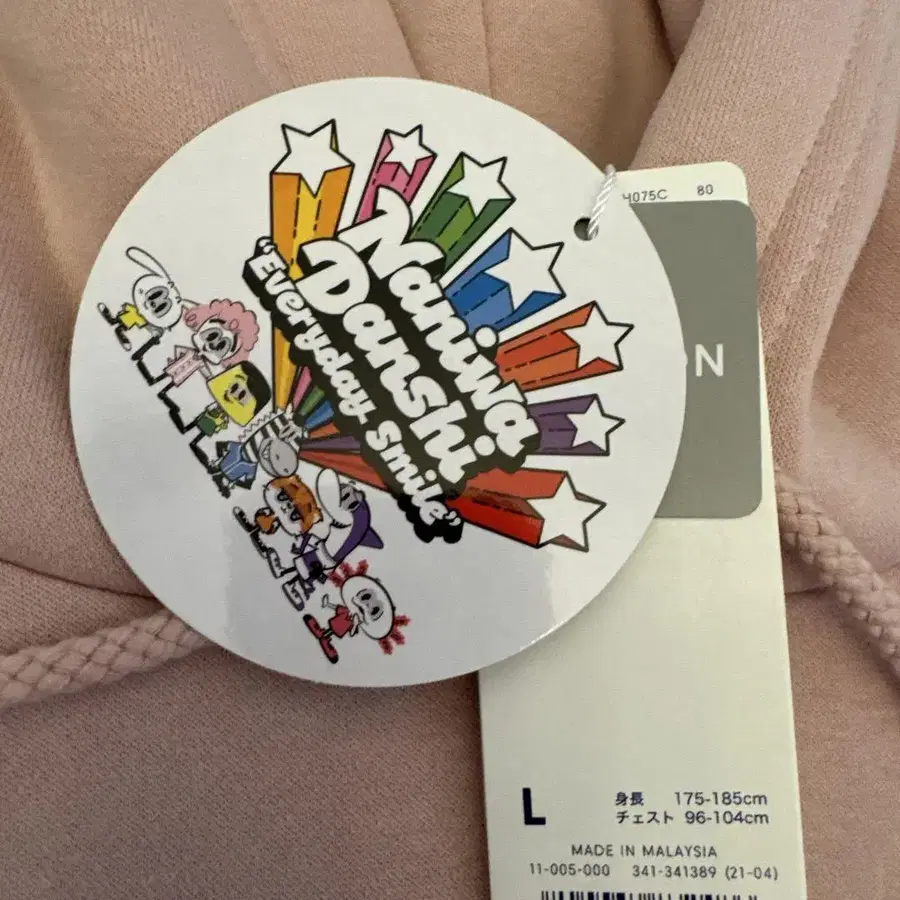 Naniwa
Danshi
"Everyday Smile"
075C 80
N
L
身長 175-185cm
チェスト 96-104cm
MADE IN MALAYSIA
11-005-000 341-341389 (21-04)